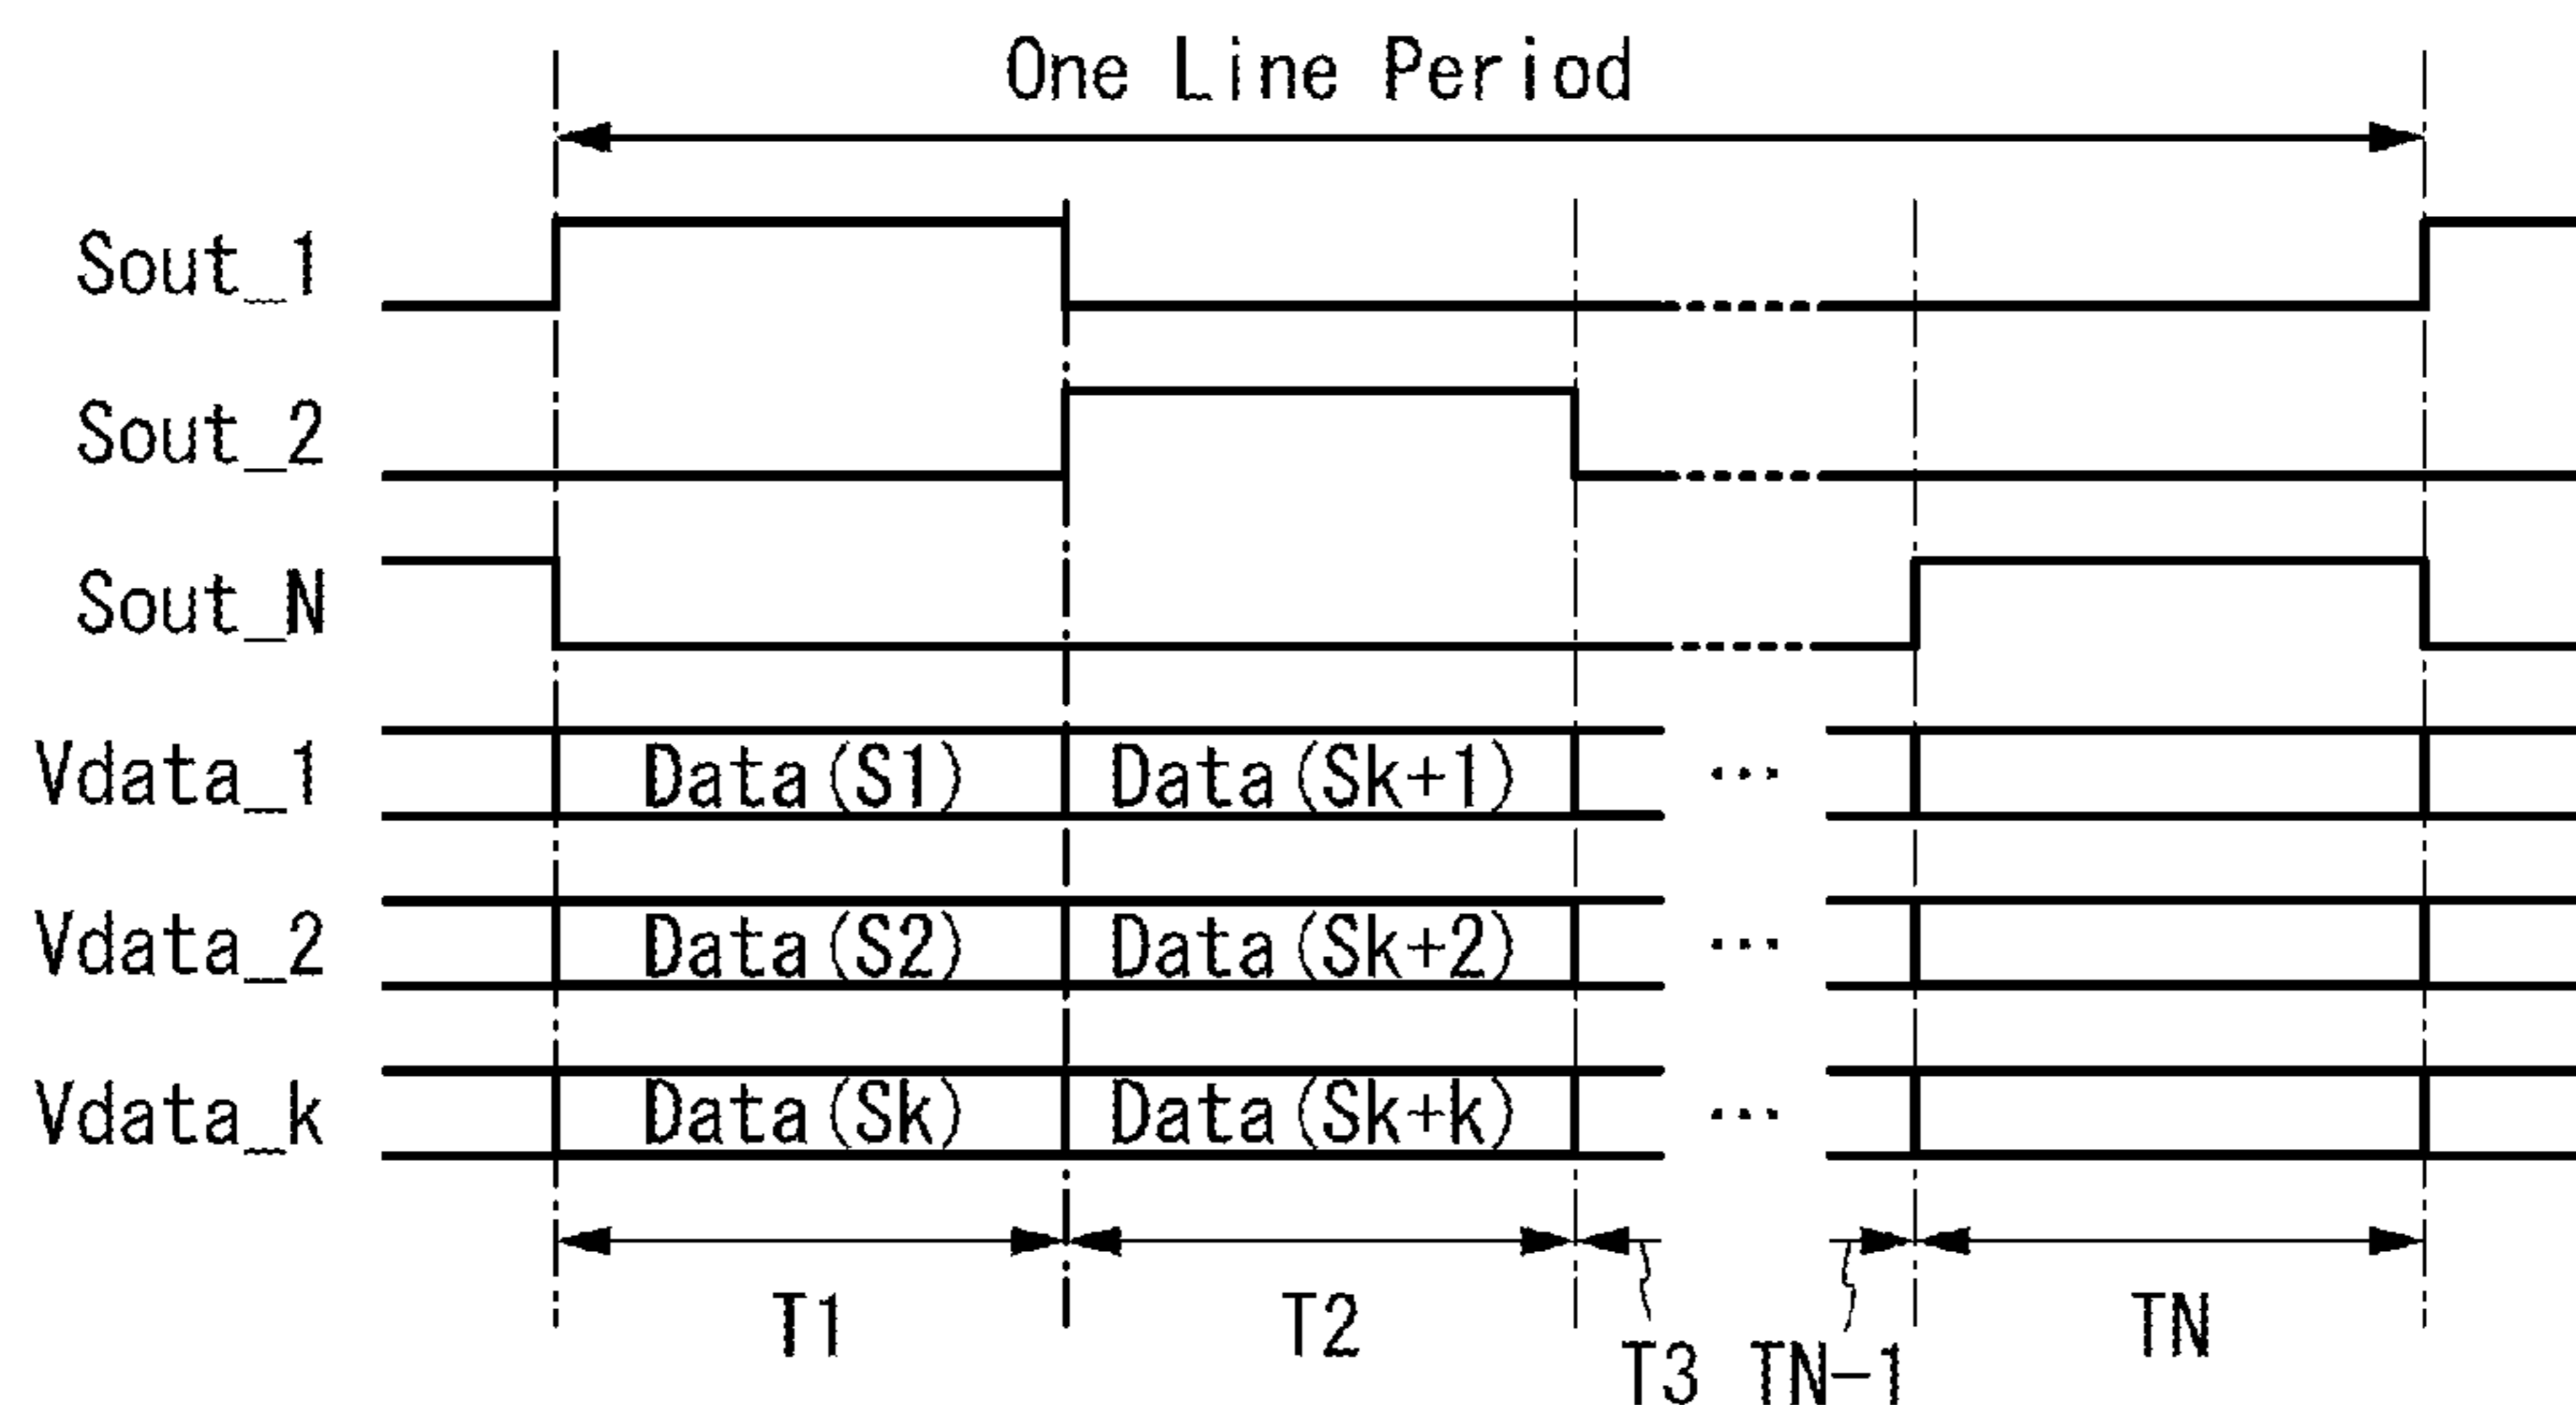 One Line Period
Sout_1
Sout_2
Sout_N
Vdata_1 Data(S1) Data(Sk+1) ...
Vdata_2 Data(S2) Data(Sk+2) ...
Vdata_k Data(Sk) Data(Sk+k) ...
T1 T2 TN
T3 TN-1